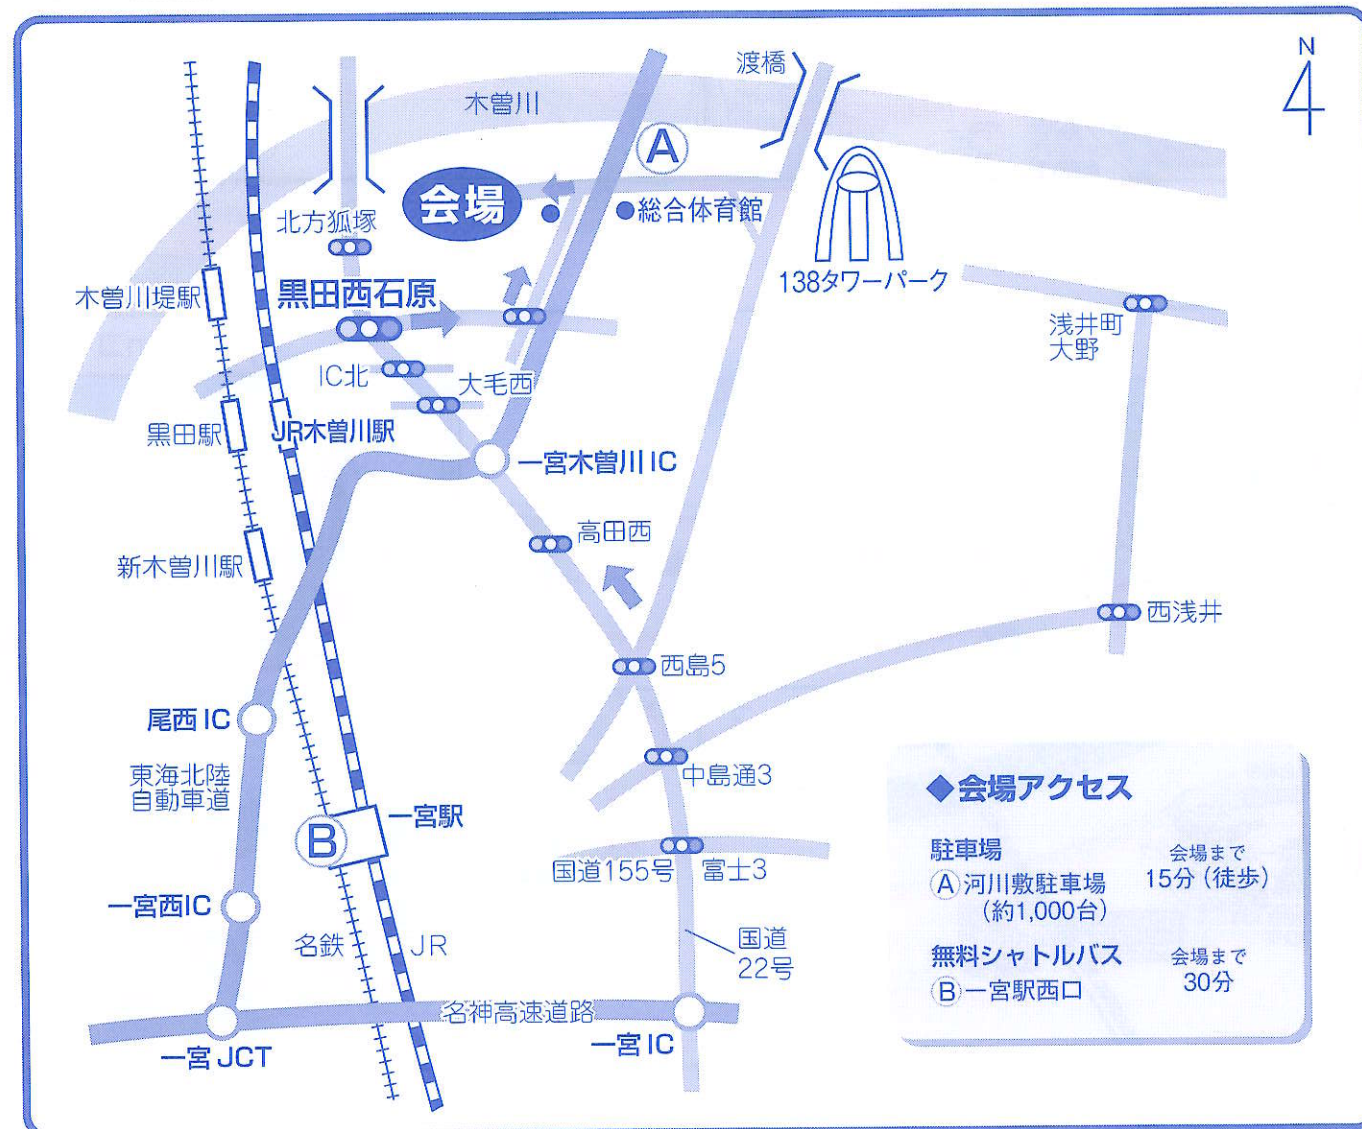 N
渡橋
木曽川
A
会場
総合体育館
北方狐塚
138タワーパーク
木曽川堤駅
黒田西石原
浅井町
大野
IC北
大毛西
黒田駅
JR木曽川駅
一宮木曽川IC
高田西
新木曽川駅
西浅井
西島5
尾西IC
東海北陸
自動車道
中島通3
一宮駅
B
国道155号
富士3
一宮西IC
名鉄
JR
国道
22号
名神高速道路
一宮JCT
一宮IC
◆会場アクセス
駐車場
会場まで
Ⓐ河川敷駐車場
15分(徒歩)
(約1,000台)
無料シャトルバス
会場まで
Ⓑ一宮駅西口
30分